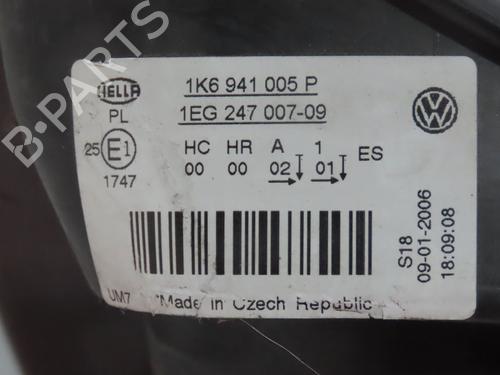 HELLA
1K6 941 005 P
1EG 247 007-09
PL
25 E1
1747
HC HR A 1 ES
00 00 02 01
S18
09-01-2006
18:09:08
UM7 "Made in Czech Republic
B-PARTS